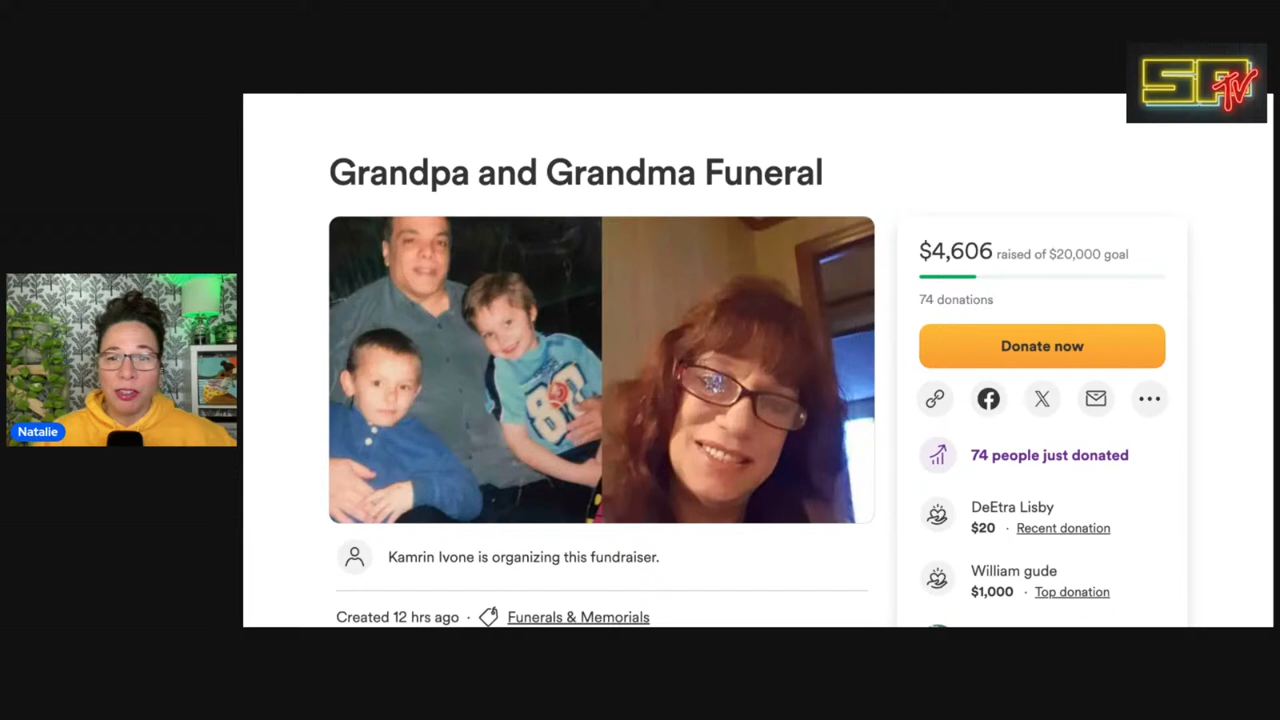 SPTV
Grandpa and Grandma Funeral
$4,606 raised of $20,000 goal
74 donations
Donate now
74 people just donated
DeEtra Lisby
$20 · Recent donation
William gude
$1,000 · Top donation
Kamrin Ivone is organizing this fundraiser.
Created 12 hrs ago · Funerals & Memorials
Natalie